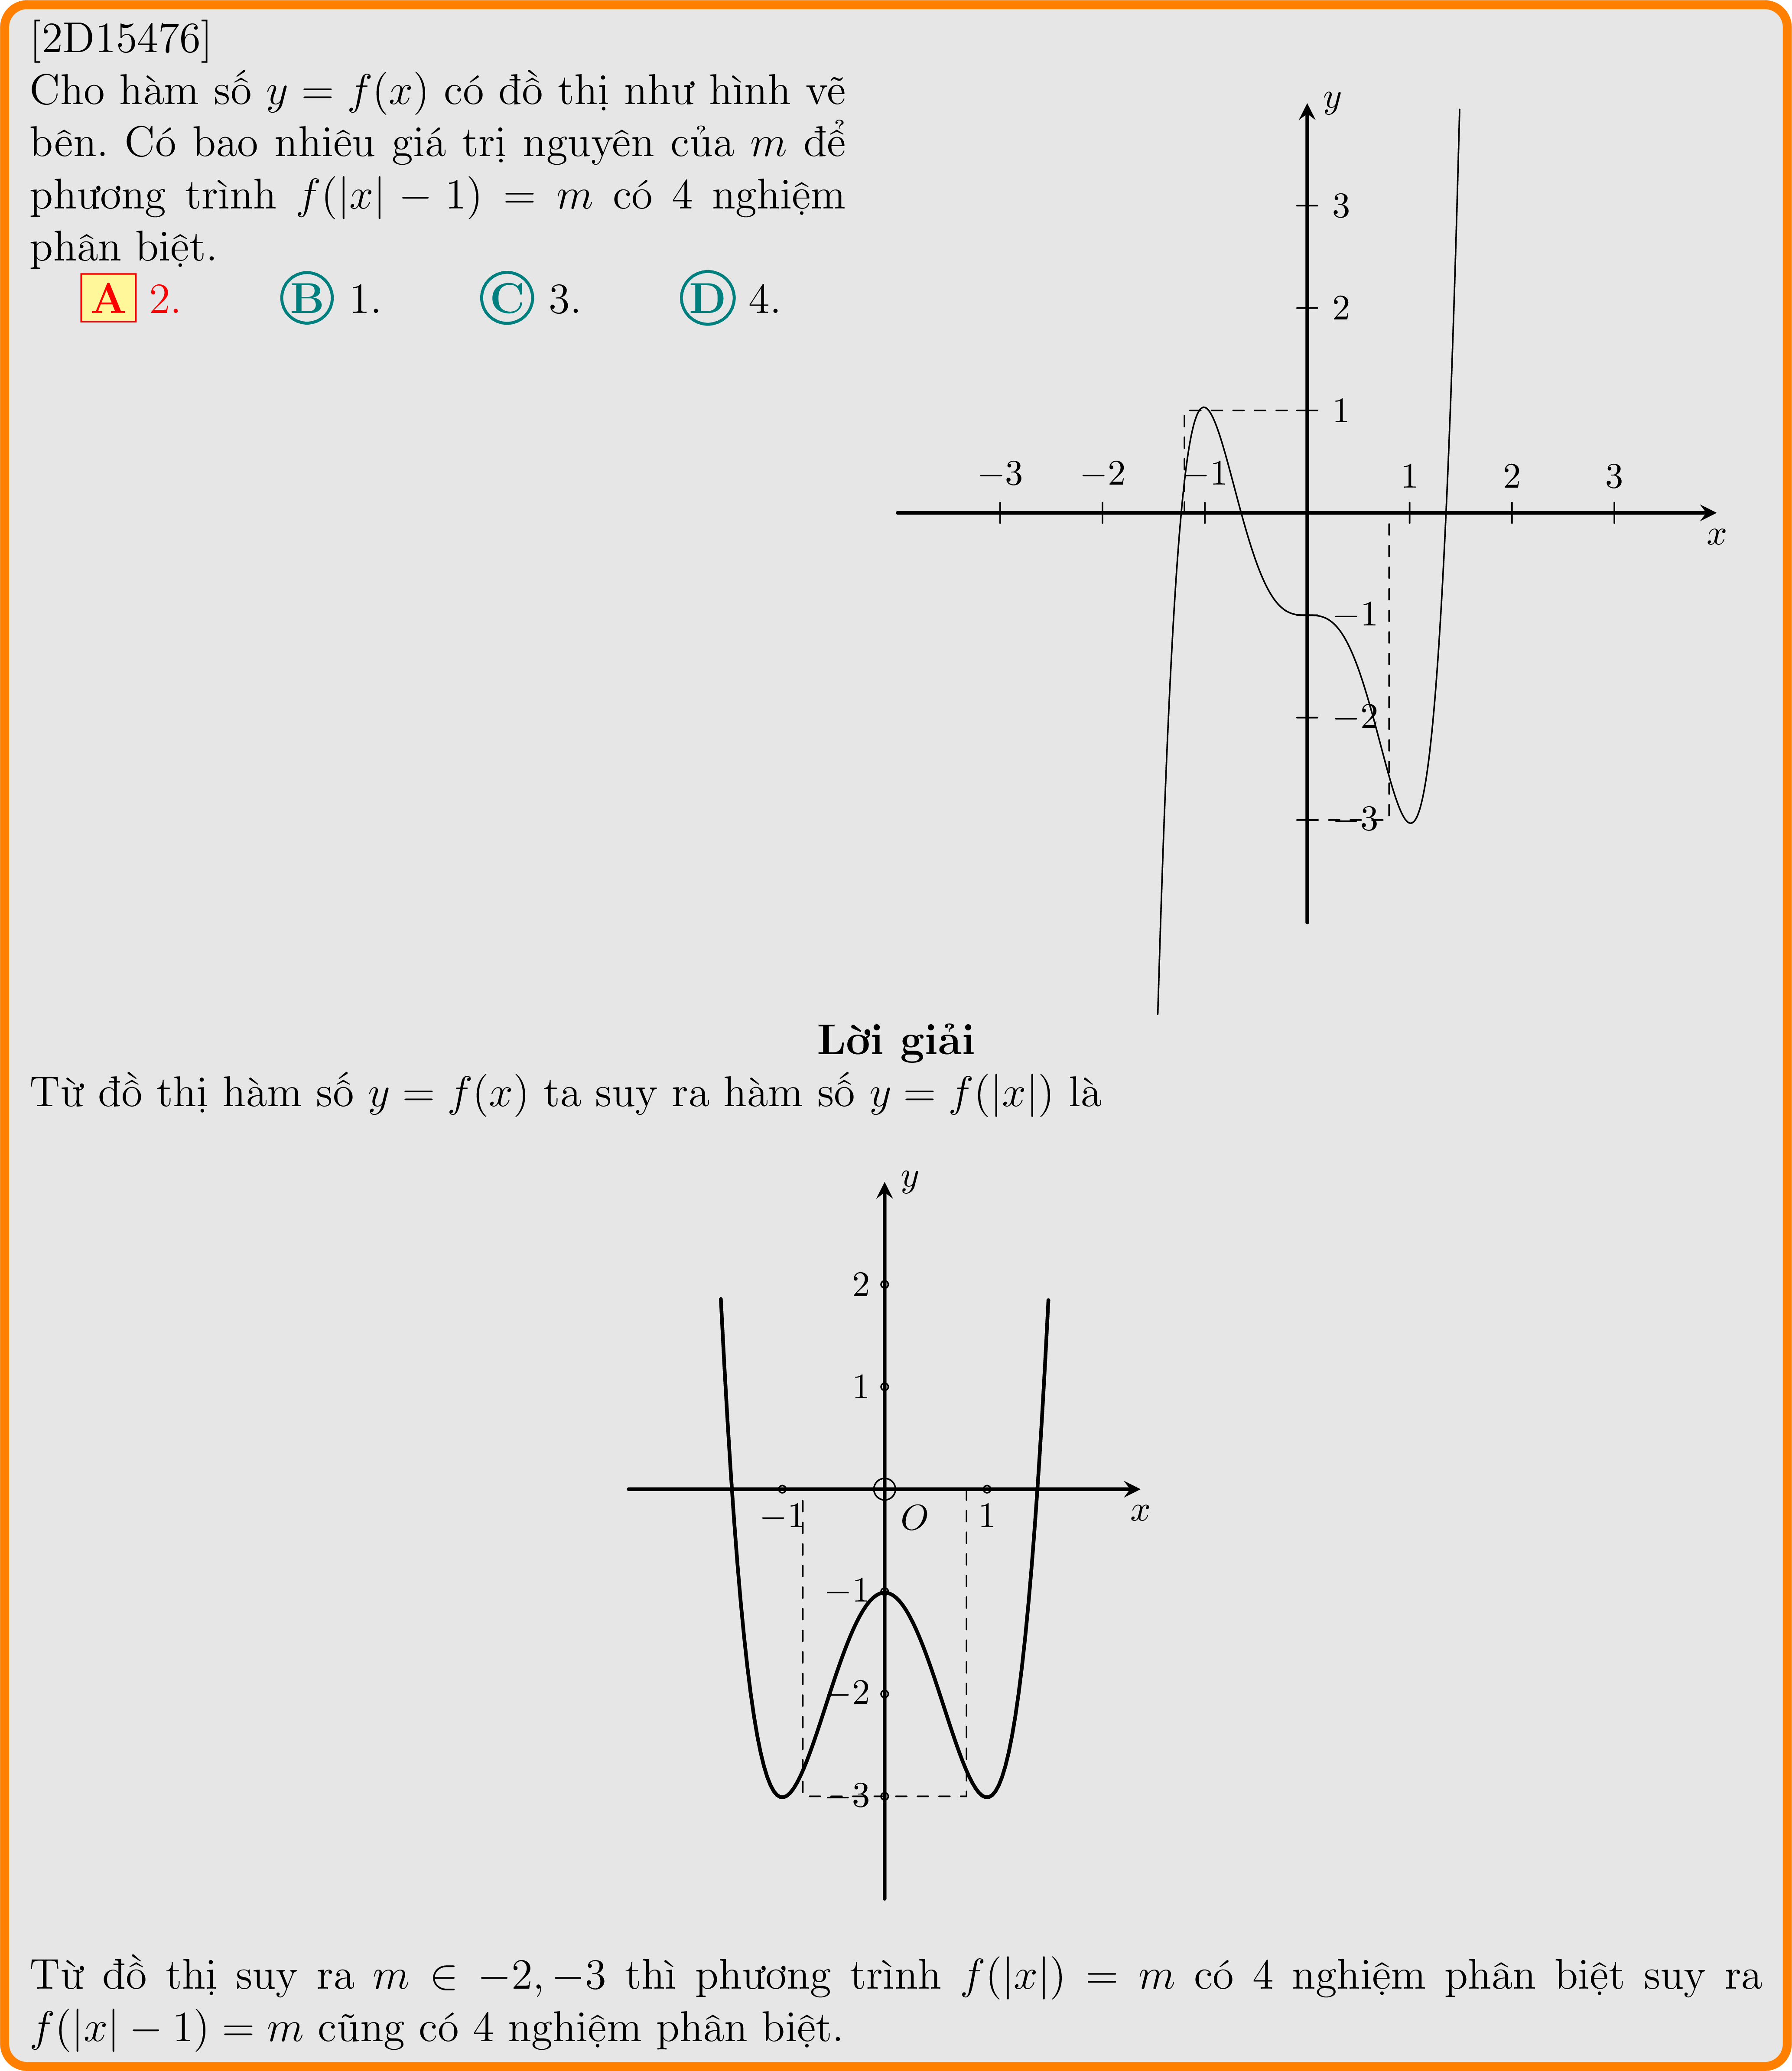 [2D15476]
Cho hàm số y = f(x) có đồ thị như hình vẽ
bên. Có bao nhiêu giá trị nguyên của m để
phương trình f(|x| − 1) = m có 4 nghiệm
phân biệt.
A 2. B 1. C 3. D 4.
y
3
2
1
−3 −2 −1 1 2 3
x
−1
−2
−3
Lời giải
Từ đồ thị hàm số y = f(x) ta suy ra hàm số y = f(|x|) là
y
2
1
−1 O 1 x
−1
−2
−3
Từ đồ thị suy ra m ∈ −2, −3 thì phương trình f(|x|) = m có 4 nghiệm phân biệt suy ra
f(|x| − 1) = m cũng có 4 nghiệm phân biệt.